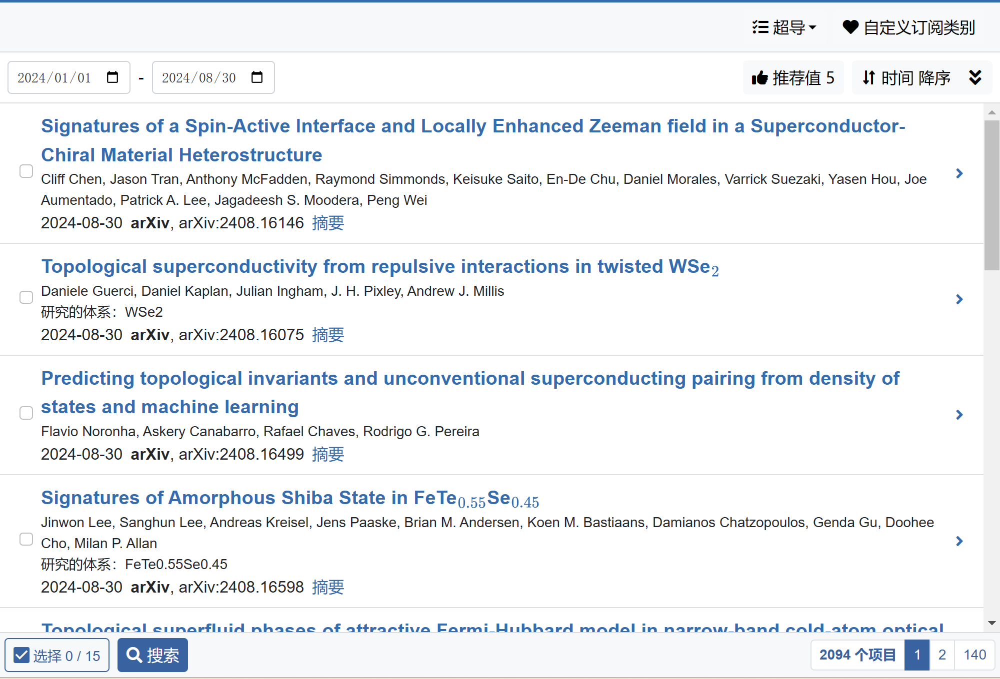 超导 自定义订阅类别
2024/01/01 - 2024/08/30 推荐值 5 时间 降序
Signatures of a Spin-Active Interface and Locally Enhanced Zeeman field in a Superconductor-
Chiral Material Heterostructure
Cliff Chen, Jason Tran, Anthony McFadden, Raymond Simmonds, Keisuke Saito, En-De Chu, Daniel Morales, Varrick Suezaki, Yasen Hou, Joe
Aumentado, Patrick A. Lee, Jagadeesh S. Moodera, Peng Wei
2024-08-30 arXiv, arXiv:2408.16146 摘要
Topological superconductivity from repulsive interactions in twisted WSe₂
Daniele Guerci, Daniel Kaplan, Julian Ingham, J. H. Pixley, Andrew J. Millis
研究的体系：WSe2
2024-08-30 arXiv, arXiv:2408.16075 摘要
Predicting topological invariants and unconventional superconducting pairing from density of
states and machine learning
Flavio Noronha, Askery Canabarro, Rafael Chaves, Rodrigo G. Pereira
2024-08-30 arXiv, arXiv:2408.16499 摘要
Signatures of Amorphous Shiba State in FeTe₀.₅₅Se₀.₄₅
Jinwon Lee, Sanghun Lee, Andreas Kreisel, Jens Paaske, Brian M. Andersen, Koen M. Bastiaans, Damianos Chatzopoulos, Genda Gu, Doohee
Cho, Milan P. Allan
研究的体系：FeTe0.55Se0.45
2024-08-30 arXiv, arXiv:2408.16598 摘要
Topological superfluid phases of attractive Fermi-Hubbard model in narrow-band cold-atom optical
选择 0 / 15 搜索 2094 个项目 1 2 140